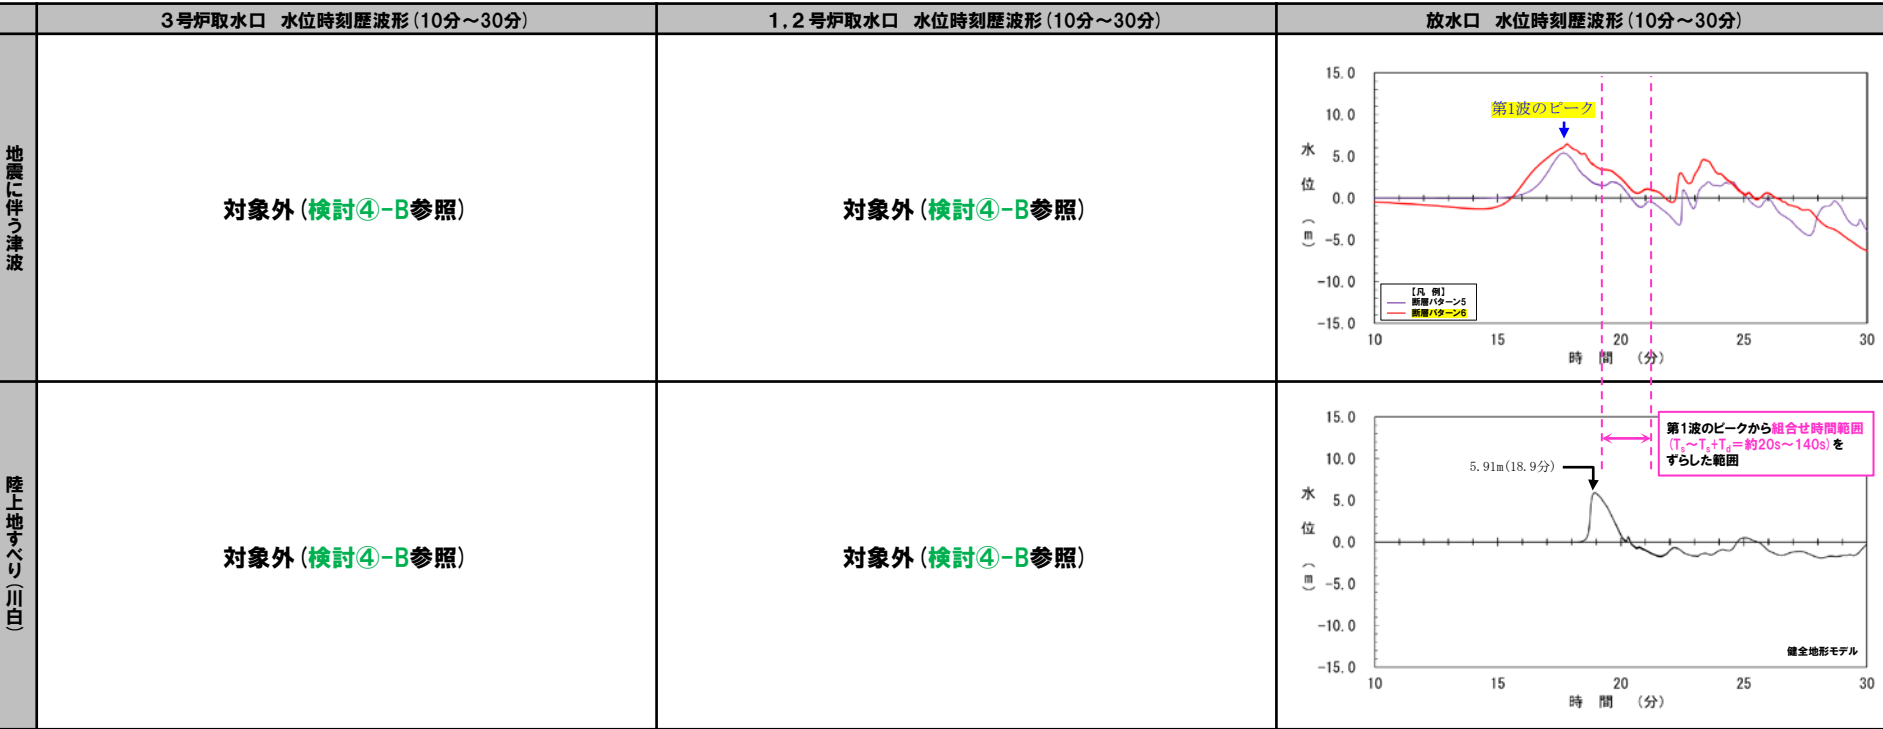 3号炉取水口 水位時刻歴波形(10分～30分)
1,2号炉取水口 水位時刻歴波形(10分～30分)
放水口 水位時刻歴波形(10分～30分)
地震に伴う津波
対象外(検討④-B参照)
対象外(検討④-B参照)
15.0
10.0
5.0
0.0
-5.0
-10.0
-15.0
水位(m)
第1波のピーク
【凡 例】
断層パターン5
断層パターン6
10
15
20
25
30
時 間 (分)
陸上地すべり(川白)
対象外(検討④-B参照)
対象外(検討④-B参照)
15.0
10.0
5.0
0.0
-5.0
-10.0
-15.0
水位(m)
5.91m(18.9分)
第1波のピークから組合せ時間範囲
(Ts～Ts+Td=約20s～140s)を
ずらした範囲
健全地形モデル
10
15
20
25
30
時 間 (分)